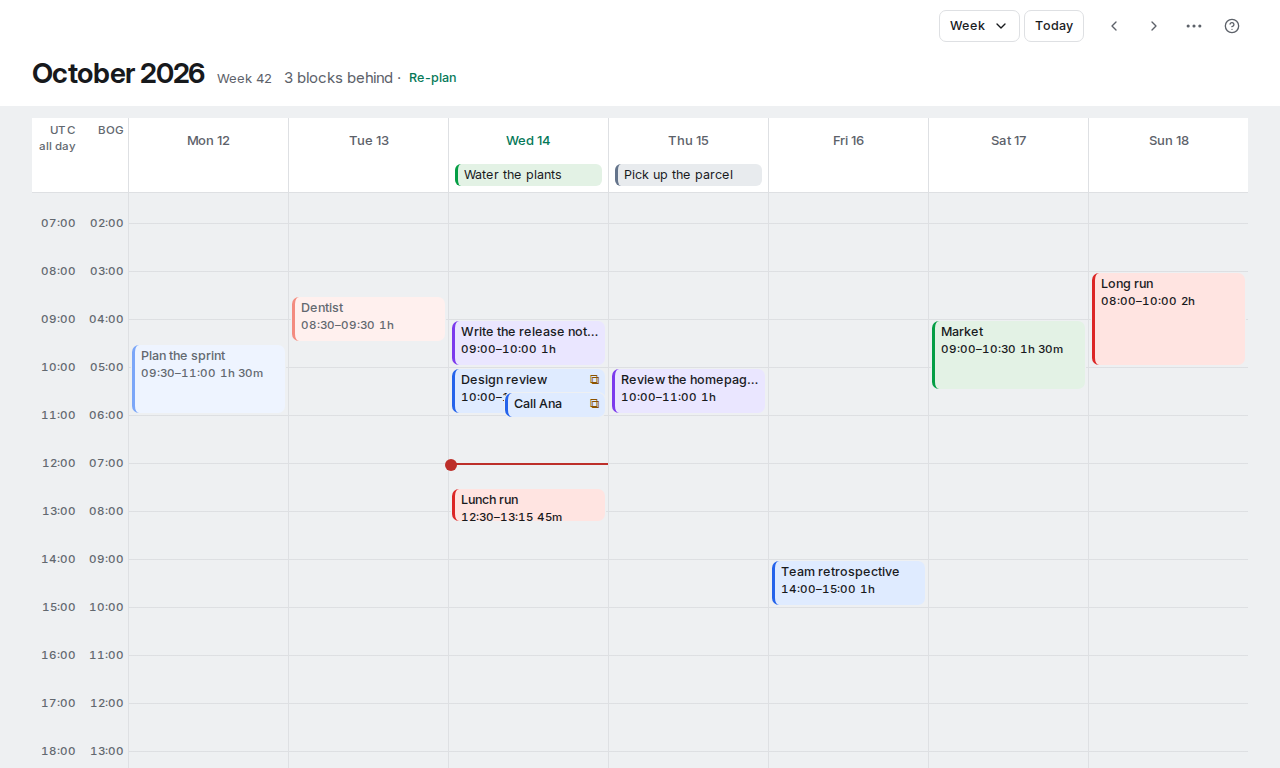 Week
Today
October 2026 Week 42 3 blocks behind · Re-plan
UTC BOG
all day
Mon 12
Tue 13
Wed 14
Thu 15
Fri 16
Sat 17
Sun 18
Water the plants
Pick up the parcel
07:00 02:00
08:00 03:00
09:00 04:00
10:00 05:00
11:00 06:00
12:00 07:00
13:00 08:00
14:00 09:00
15:00 10:00
16:00 11:00
17:00 12:00
18:00 13:00
Plan the sprint
09:30–11:00 1h 30m
Dentist
08:30–09:30 1h
Write the release not…
09:00–10:00 1h
Design review
10:00–
Call Ana
Lunch run
12:30–13:15 45m
Review the homepag…
10:00–11:00 1h
Team retrospective
14:00–15:00 1h
Market
09:00–10:30 1h 30m
Long run
08:00–10:00 2h